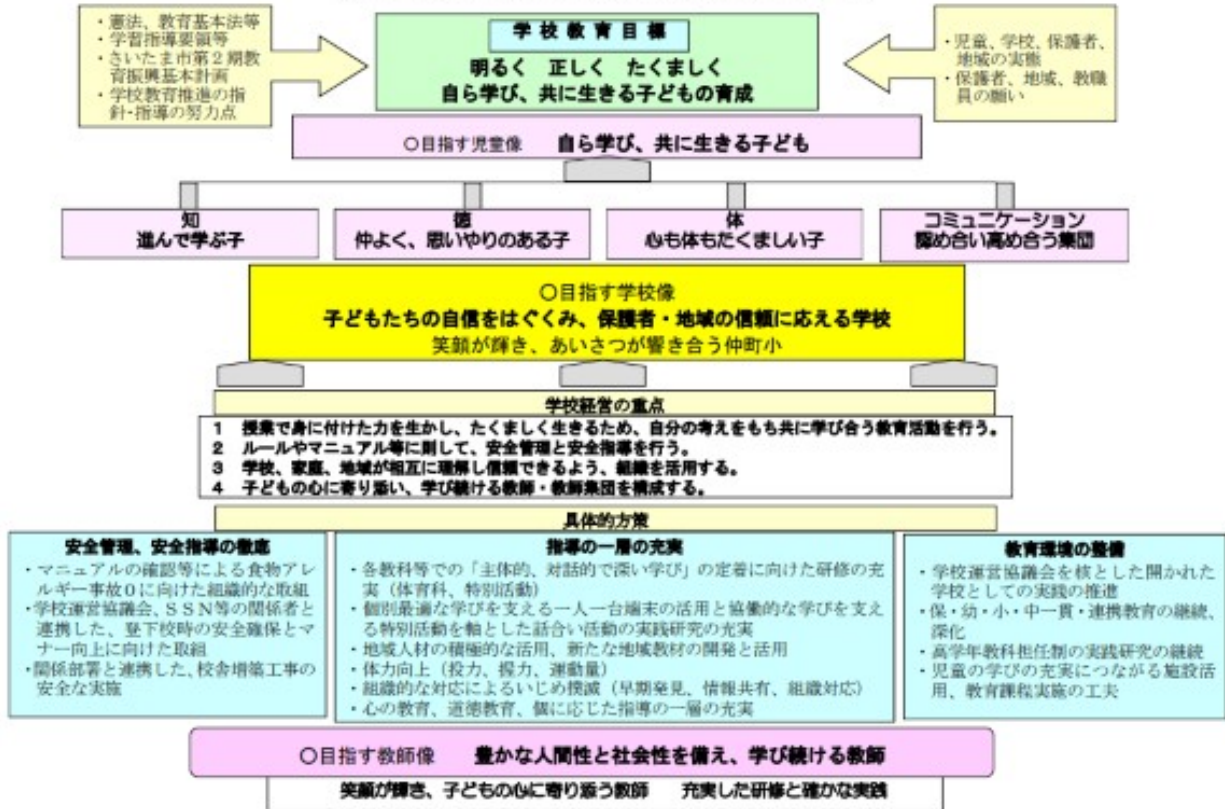 ・憲法、教育基本法等
・学習指導要領等
・さいたま市第２期教
育振興基本計画
・学校教育推進の指
針・指導の努力点
学校教育目標
明るく　正しく　たくましく
自ら学び、共に生きる子どもの育成
・児童、学校、保護者、
地域の実態
・保護者、地域、教職
員の願い
〇目指す児童像　自ら学び、共に生きる子ども
知
進んで学ぶ子
徳
仲よく、思いやりのある子
体
心も体もたくましい子
コミュニケーション
認め合い高め合う集団
〇目指す学校像
子どもたちの自信をはぐくみ、保護者・地域の信頼に応える学校
笑顔が輝き、あいさつが響き合う仲町小
学校経営の重点
１　授業で身に付けた力を生かし、たくましく生きるため、自分の考えをもち共に学び合う教育活動を行う。
２　ルールやマニュアル等に則して、安全管理と安全指導を行う。
３　学校、家庭、地域が相互に理解し信頼できるよう、組織を活用する。
４　子どもの心に寄り添い、学び続ける教師・教師集団を構成する。
具体的方策
安全管理、安全指導の徹底
・マニュアルの確認等による食物アレ
ルギー事故０に向けた組織的な取組
・学校運営協議会、ＳＳＮ等の関係者と
連携した、登下校時の安全確保とマ
ナー向上に向けた取組
・関係部署と連携した、校舎増築工事の
安全な実施
指導の一層の充実
・各教科等での「主体的、対話的で深い学び」の定着に向けた研修の充
実（体育科、特別活動）
・個別最適な学びを支える一人一台端末の活用と協働的な学びを支え
る特別活動を軸とした話合い活動の実践研究の充実
・地域人材の積極的な活用、新たな地域教材の開発と活用
・体力向上（投力、握力、運動量）
・組織的な対応によるいじめ撲滅（早期発見、情報共有、組織対応）
・心の教育、道徳教育、個に応じた指導の一層の充実
教育環境の整備
・学校運営協議会を核とした開かれた
学校としての実践の推進
・保・幼・小・中一貫・連携教育の継続、
深化
・高学年教科担任制の実践研究の継続
・児童の学びの充実につながる施設活
用、教育課程実施の工夫
〇目指す教師像　豊かな人間性と社会性を備え、学び続ける教師
笑顔が輝き、子どもの心に寄り添う教師　充実した研修と確かな実践